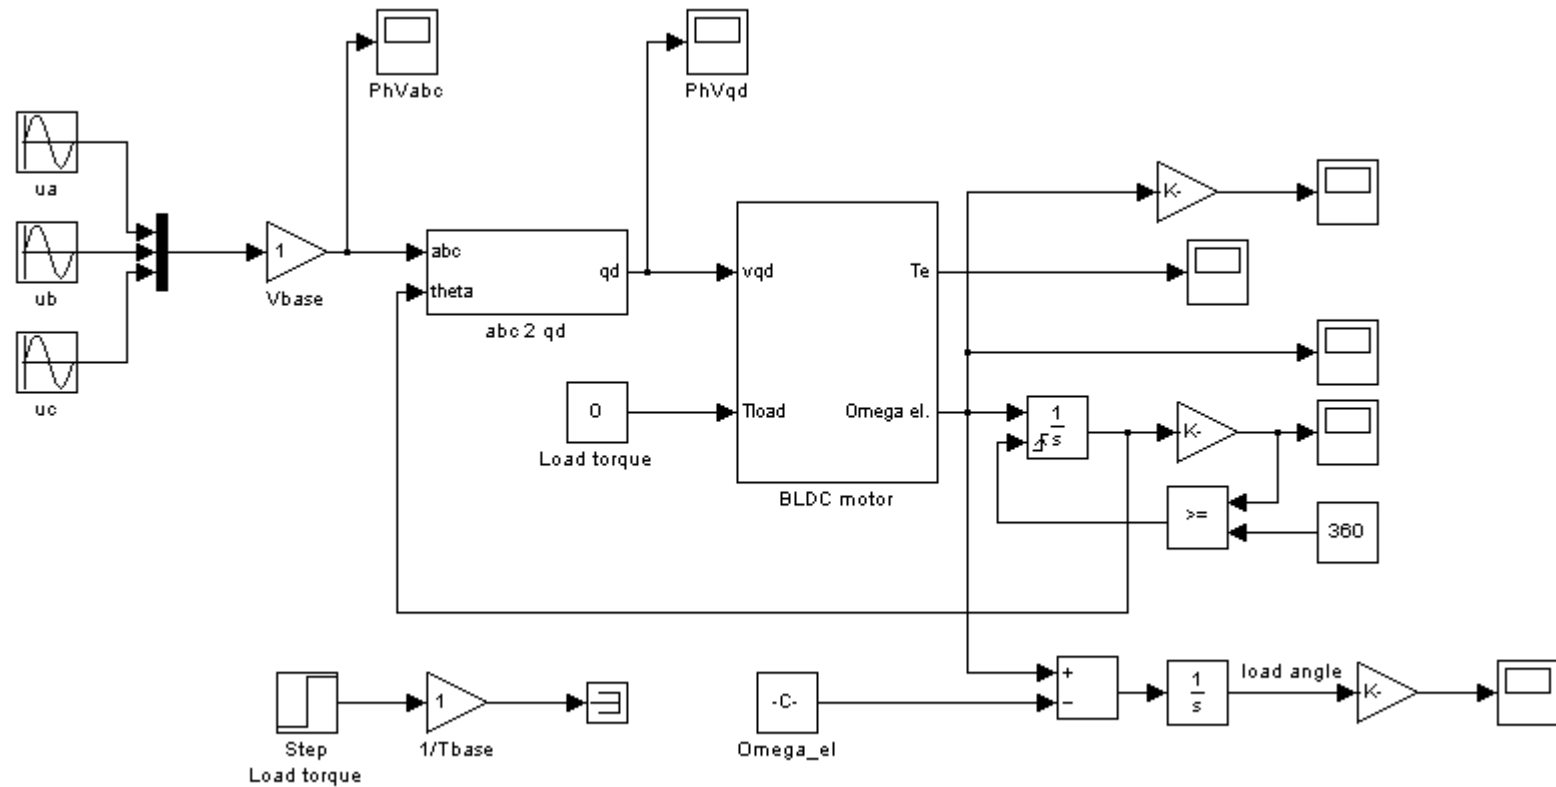 PhVabc
PhVqd
ua
ub
uc
1
Vbase
abc
theta
qd
abc 2 qd
vqd
Tload
Te
Omega el.
BLDC motor
0
Load torque
K-
1
s
K-
>=
360
Step
Load torque
1
1/Tbase
-C-
Omega_el
+
−
1
s
load angle
K-